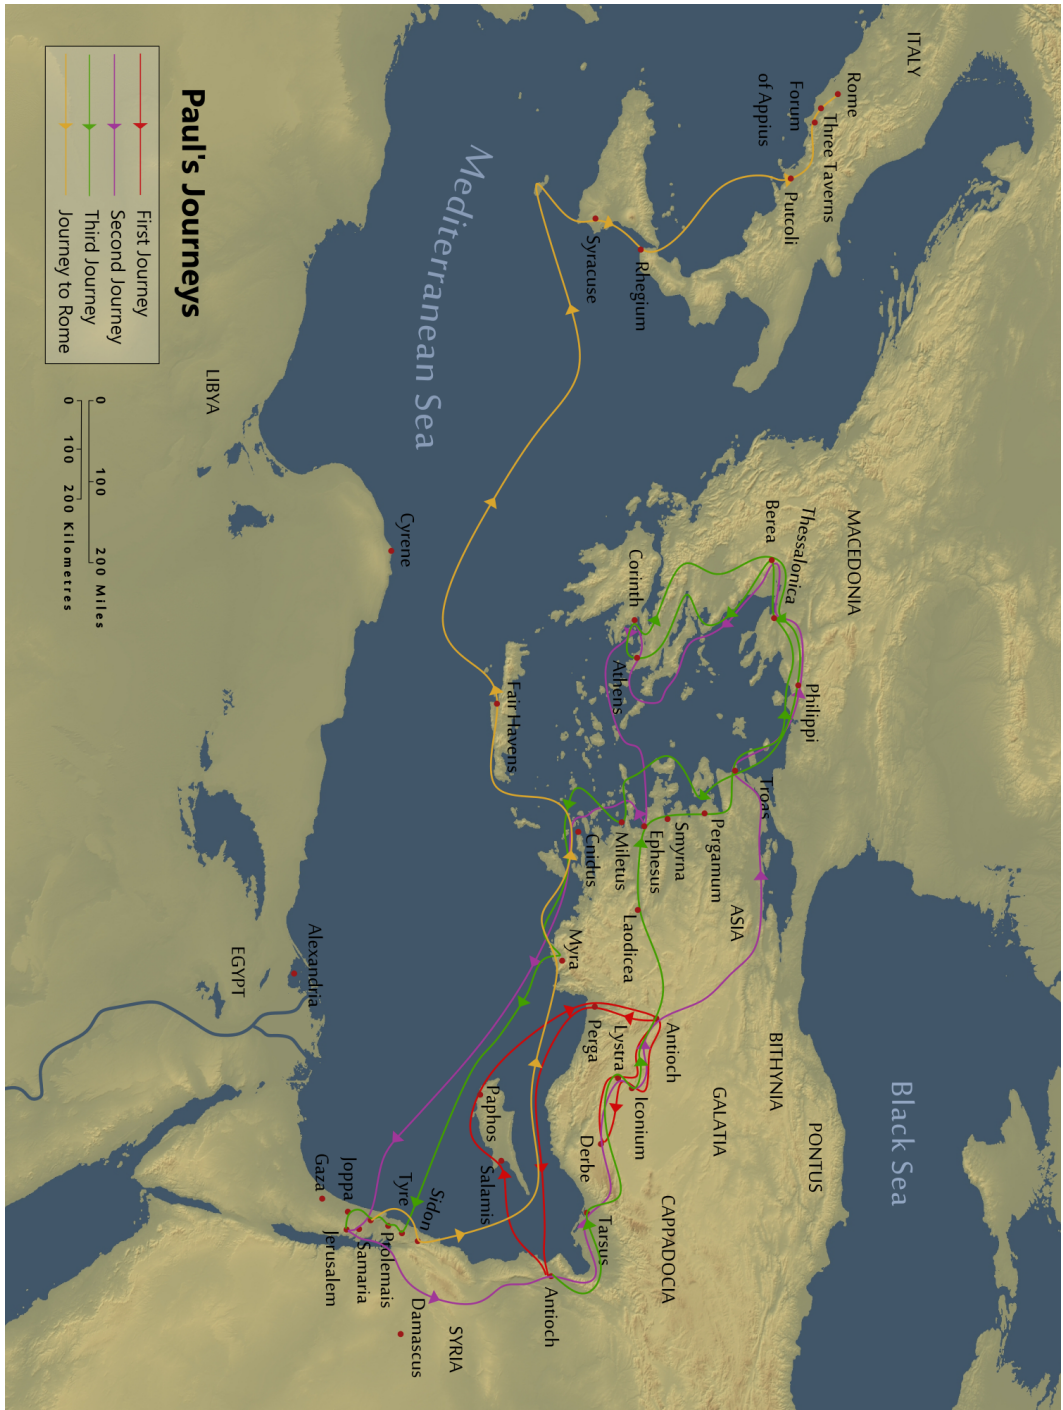 ITALY
Rome
Three Taverns
Forum
of Appius
Putcoli
Rhegium
Syracuse
Mediterranean Sea
MACEDONIA
Thessalonica
Berea
Philippi
Corinth
Athens
Troas
Pergamum
Smyrna
Ephesus
Miletus
Cnidus
Fair Havens
ASIA
Laodicea
Myra
BITHYNIA
PONTUS
Black Sea
GALATIA
CAPPADOCIA
Antioch
Iconium
Lystra
Perga
Derbe
Tarsus
Antioch
Paphos
Salamis
SYRIA
Sidon
Tyre
Damascus
Prolemais
Samaria
Joppa
Jerusalem
Gaza
Cyrene
LIBYA
Alexandria
EGYPT
Paul's Journeys
First Journey
Second Journey
Third Journey
Journey to Rome
0 100 200 Miles
0 100 200 Kilometres